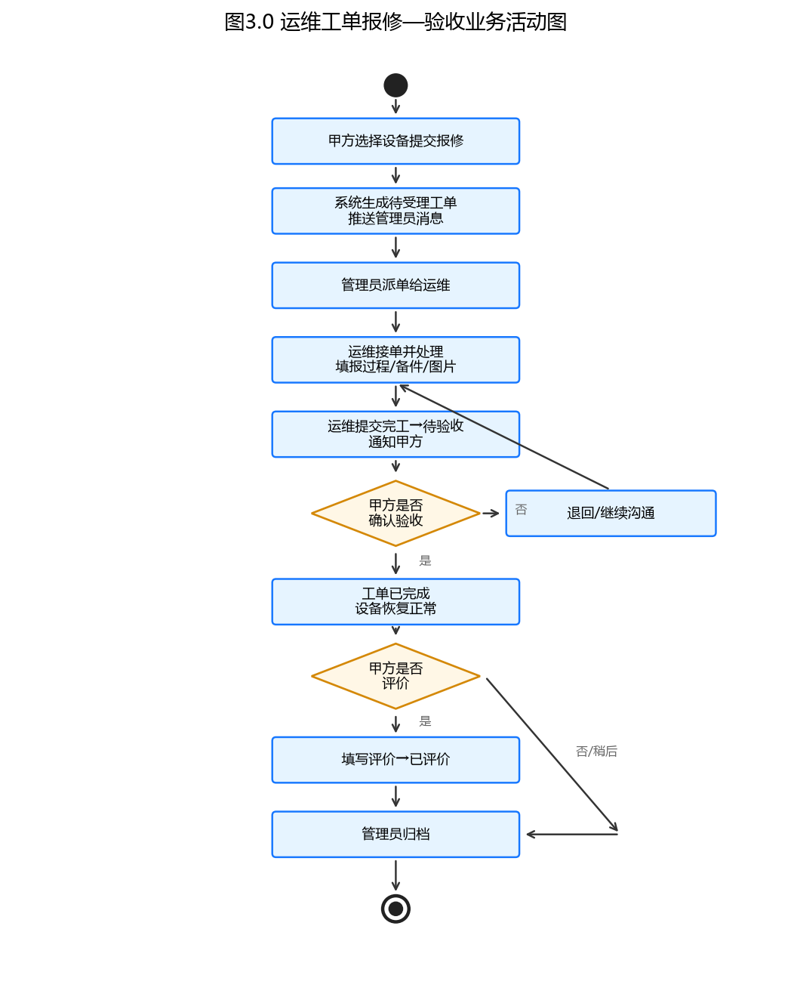 图3.0 运维工单报修—验收业务活动图
甲方选择设备提交报修
系统生成待受理工单
推送管理员消息
管理员派单给运维
运维接单并处理
填报过程/备件/图片
运维提交完工→待验收
通知甲方
甲方是否
确认验收
否
退回/继续沟通
是
工单已完成
设备恢复正常
甲方是否
评价
是
否/稍后
填写评价→已评价
管理员归档